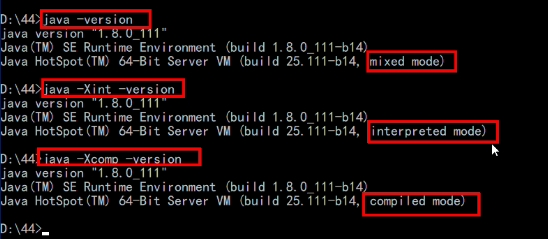 D:\44>java -version
java version "1.8.0_111"
Java(TM) SE Runtime Environment (build 1.8.0_111-b14)
Java HotSpot(TM) 64-Bit Server VM (build 25.111-b14, mixed mode)
D:\44>java -Xint -version
java version "1.8.0_111"
Java(TM) SE Runtime Environment (build 1.8.0_111-b14)
Java HotSpot(TM) 64-Bit Server VM (build 25.111-b14, interpreted mode)
D:\44>java -Xcomp -version
java version "1.8.0_111"
Java(TM) SE Runtime Environment (build 1.8.0_111-b14)
Java HotSpot(TM) 64-Bit Server VM (build 25.111-b14, compiled mode)
D:\44>